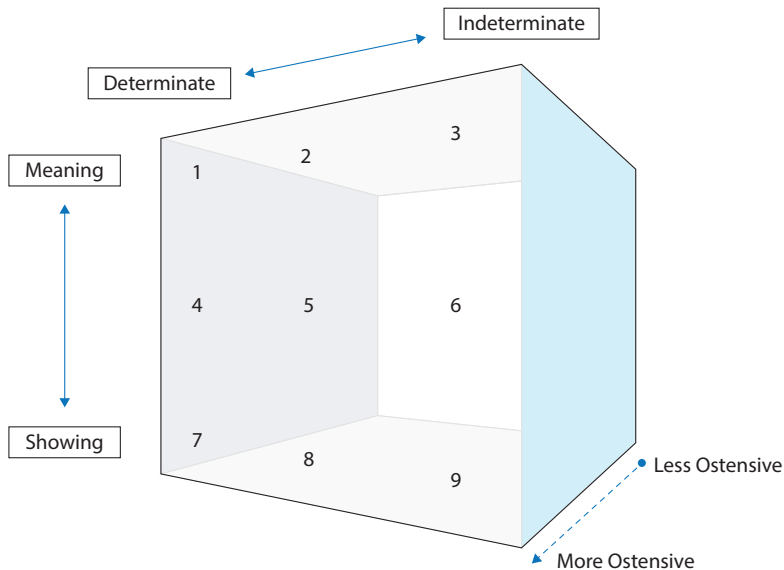 Indeterminate
Determinate
3
2
Meaning
1
4
5
6
Showing
7
8
9
Less Ostensive
More Ostensive